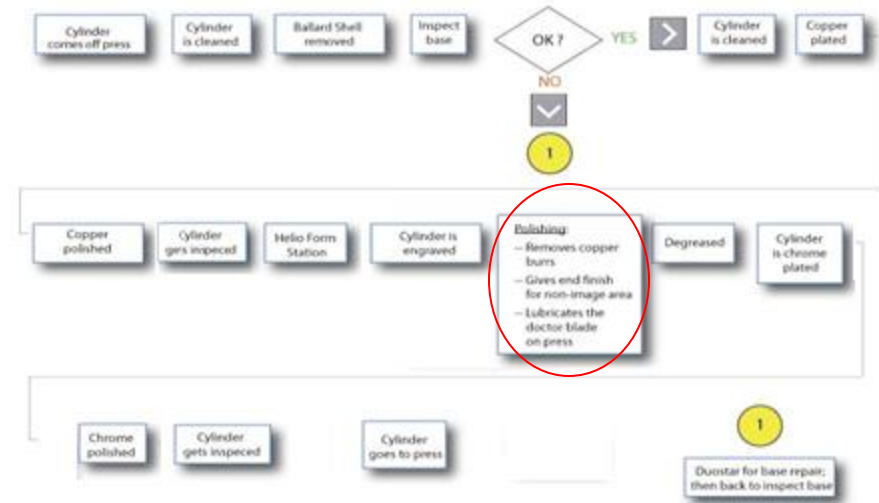 Cylinder
comes off press
Cylinder
is cleaned
Ballard Shell
removed
Inspect
base
OK ?
YES
Cylinder
is cleaned
Copper
plated
NO
1
Copper
polished
Cylinder
gets inspeced
Helio Form
Station
Cylinder is
engraved
Polishing:
– Removes copper
burrs
– Gives end finish
for non-image area
– Lubricates the
doctor blade
on press
Degreased
Cylinder
is chrome
plated
Chrome
polished
Cylinder
gets inspeced
Cylinder
goes to press
1
Duostar for base repair;
then back to inspect base